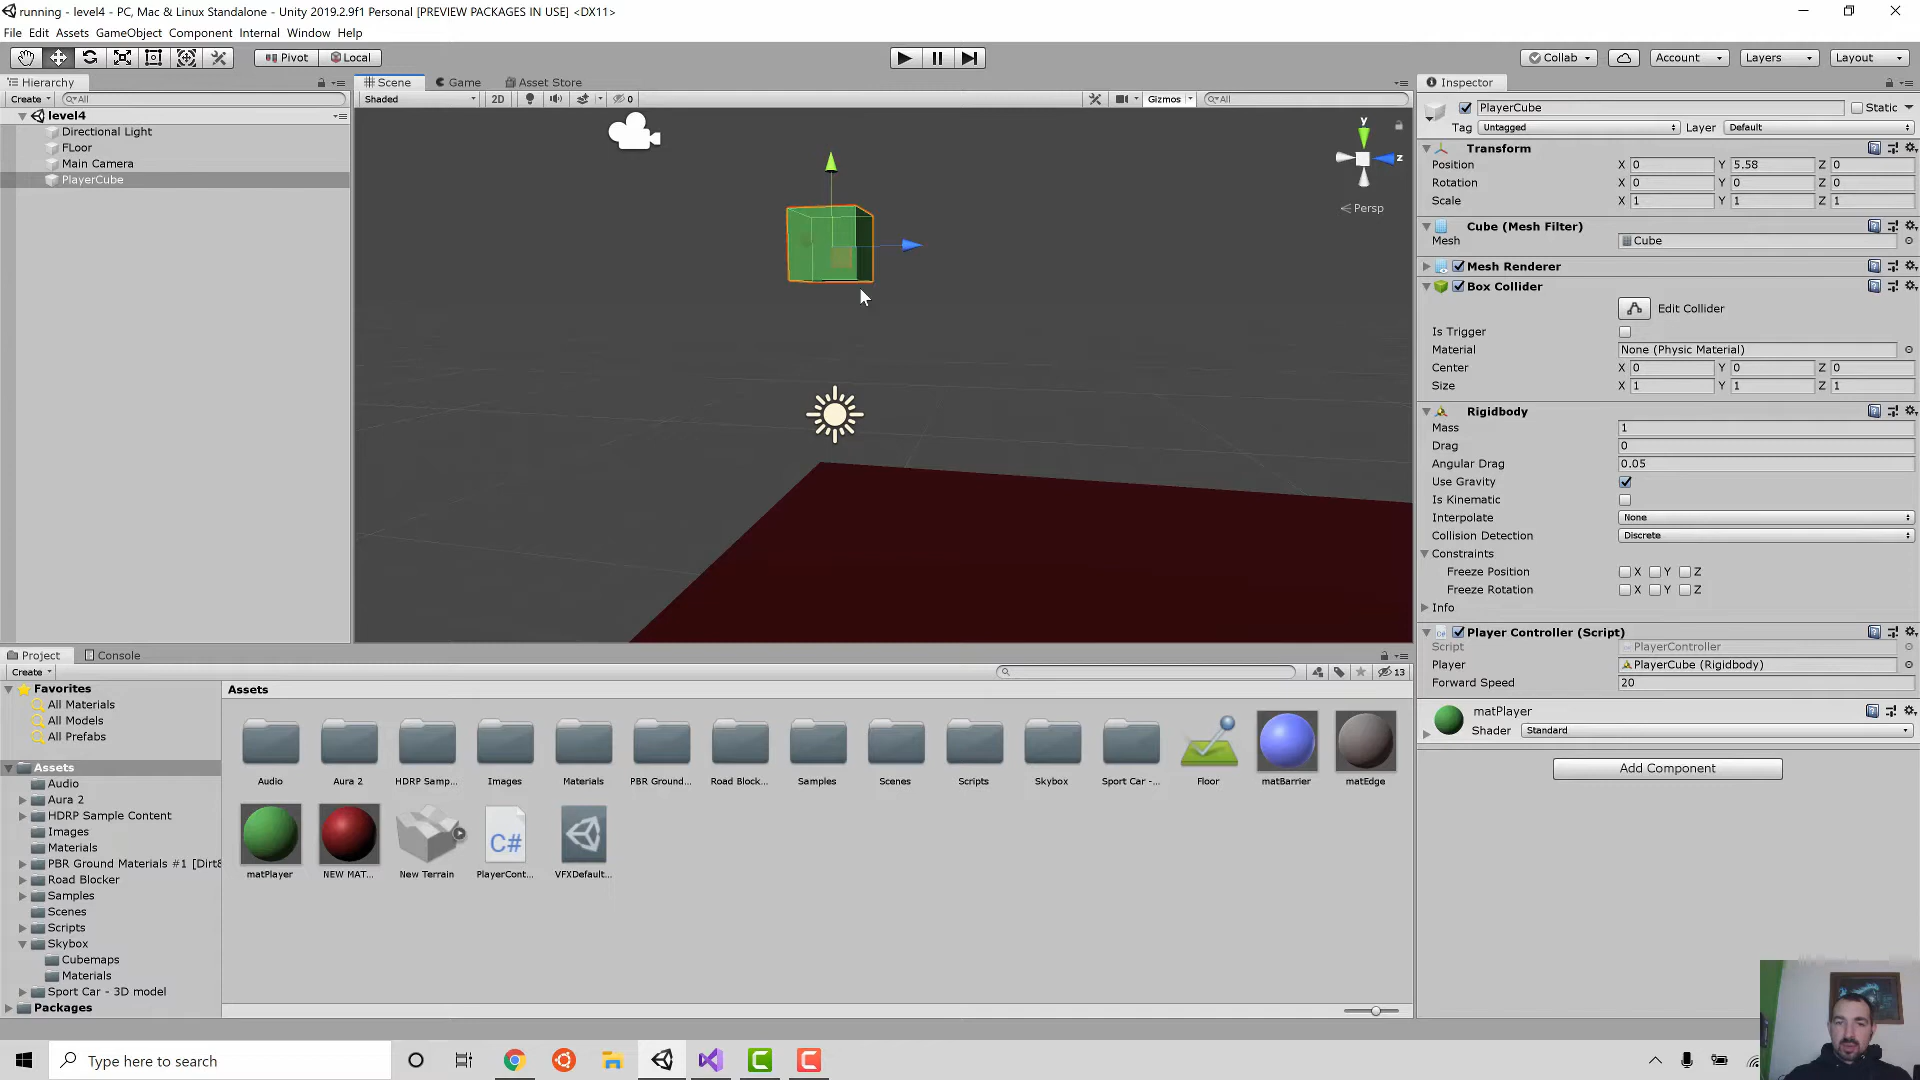 running - level4 - PC, Mac & Linux Standalone - Unity 2019.2.9f1 Personal [PREVIEW PACKAGES IN USE] <DX11>
File Edit Assets GameObject Component Internal Window Help
Pivot Local Collab Account Layers Layout
Hierarchy
Create All
level4
Directional Light
FLoor
Main Camera
PlayerCube
Scene Game Asset Store
Shaded 2D 0 Gizmos All
y
z
Persp
Inspector
PlayerCube Static
Tag Untagged Layer Default
Transform
Position X 0 Y 5.58 Z 0
Rotation X 0 Y 0 Z 0
Scale X 1 Y 1 Z 1
Cube (Mesh Filter)
Mesh Cube
Mesh Renderer
Box Collider
Edit Collider
Is Trigger
Material None (Physic Material)
Center X 0 Y 0 Z 0
Size X 1 Y 1 Z 1
Rigidbody
Mass 1
Drag 0
Angular Drag 0.05
Use Gravity
Is Kinematic
Interpolate None
Collision Detection Discrete
Constraints
Freeze Position X Y Z
Freeze Rotation X Y Z
Info
Player Controller (Script)
Script PlayerController
Player PlayerCube (Rigidbody)
Forward Speed 20
matPlayer
Shader Standard
Add Component
Project Console
Create 13
Favorites
All Materials
All Models
All Prefabs
Assets
Audio
Aura 2
HDRP Sample Content
Images
Materials
PBR Ground Materials #1 [Dirt&
Road Blocker
Samples
Scenes
Scripts
Skybox
Cubemaps
Materials
Sport Car - 3D model
Packages
Assets
Audio Aura 2 HDRP Samp... Images Materials PBR Ground... Road Block... Samples Scenes Scripts Skybox Sport Car -... Floor matBarrier matEdge
C#
matPlayer NEW MAT... New Terrain PlayerCont... VFXDefault...
Type here to search